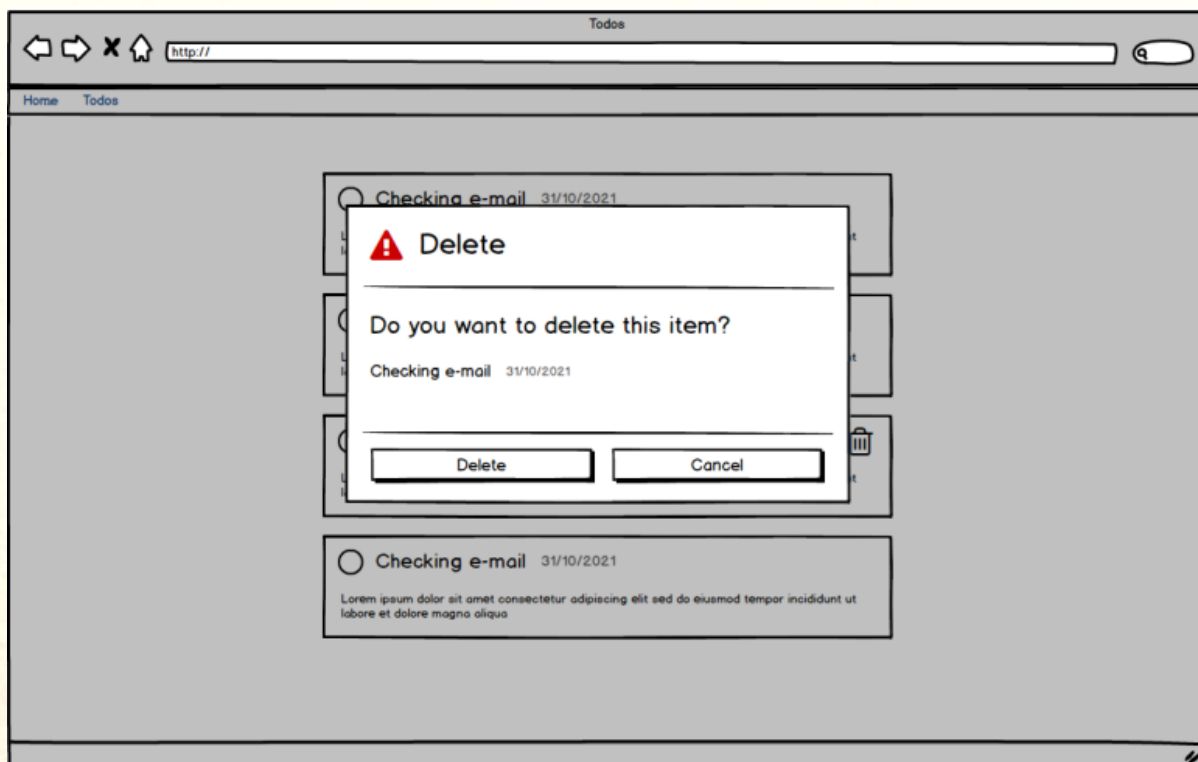 Todos
http://
Home Todos
Checking e-mail 31/10/2021
Delete
Do you want to delete this item?
Checking e-mail 31/10/2021
Delete Cancel
Checking e-mail 31/10/2021
Lorem ipsum dolor sit amet consectetur adipiscing elit sed do eiusmod tempor incididunt ut
labore et dolore magna aliqua